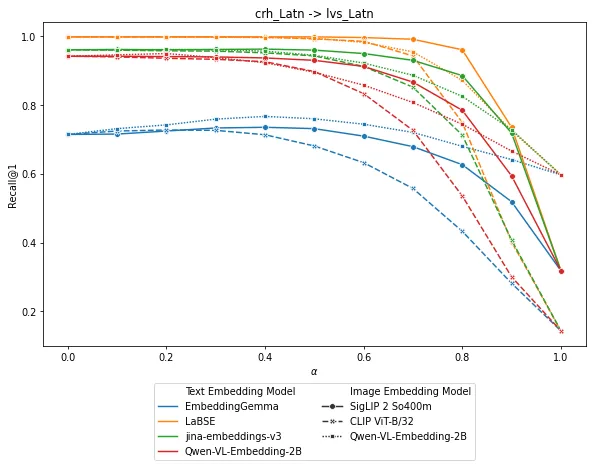 crh_Latn -> lvs_Latn
Recall@1
1.0
0.8
0.6
0.4
0.2
0.0 0.2 0.4 0.6 0.8 1.0
α
Text Embedding Model
EmbeddingGemma
LaBSE
jina-embeddings-v3
Qwen-VL-Embedding-2B
Image Embedding Model
SigLIP 2 So400m
CLIP ViT-B/32
Qwen-VL-Embedding-2B